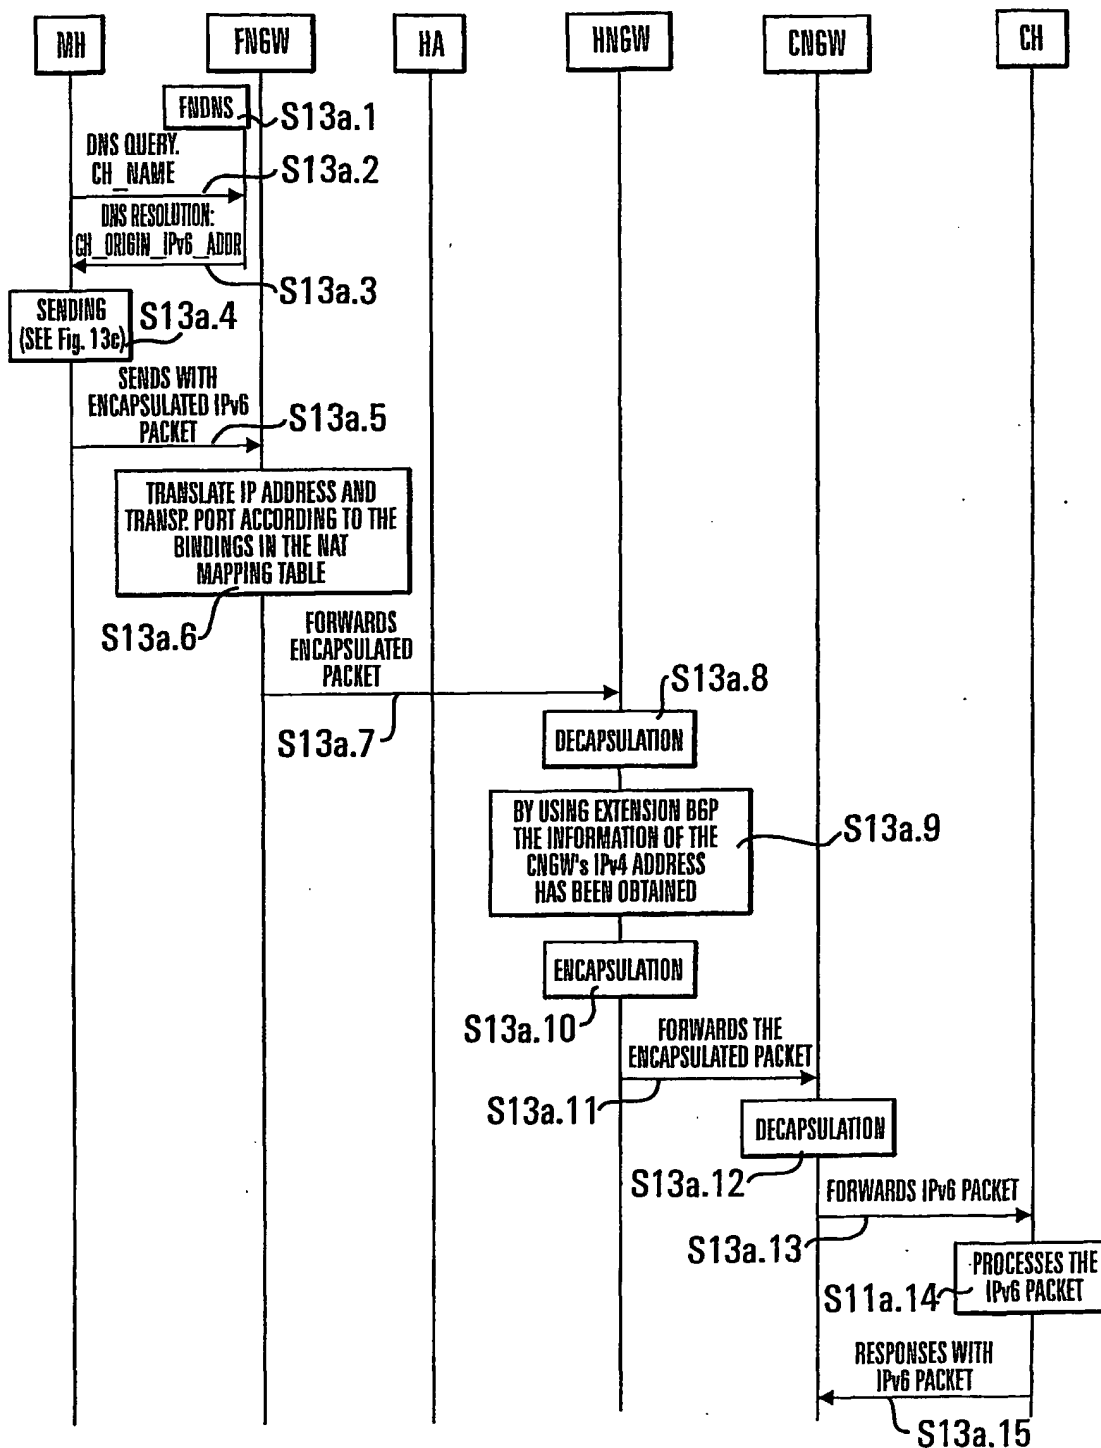 MH
FNGW
HA
HNGW
CNGW
CH
FNDNS
S13a.1
DNS QUERY.
CH_NAME
S13a.2
DNS RESOLUTION:
CH_ORIGIN_IPv6_ADDR
S13a.3
SENDING
(SEE Fig. 13c)
S13a.4
SENDS WITH
ENCAPSULATED IPv6
PACKET
S13a.5
TRANSLATE IP ADDRESS AND
TRANSP. PORT ACCORDING TO THE
BINDINGS IN THE NAT
MAPPING TABLE
S13a.6
FORWARDS
ENCAPSULATED
PACKET
S13a.7
S13a.8
DECAPSULATION
BY USING EXTENSION BGP
THE INFORMATION OF THE
CNGW's IPv4 ADDRESS
HAS BEEN OBTAINED
S13a.9
ENCAPSULATION
S13a.10
FORWARDS THE
ENCAPSULATED PACKET
S13a.11
DECAPSULATION
S13a.12
FORWARDS IPv6 PACKET
S13a.13
PROCESSES THE
IPv6 PACKET
S11a.14
RESPONSES WITH
IPv6 PACKET
S13a.15